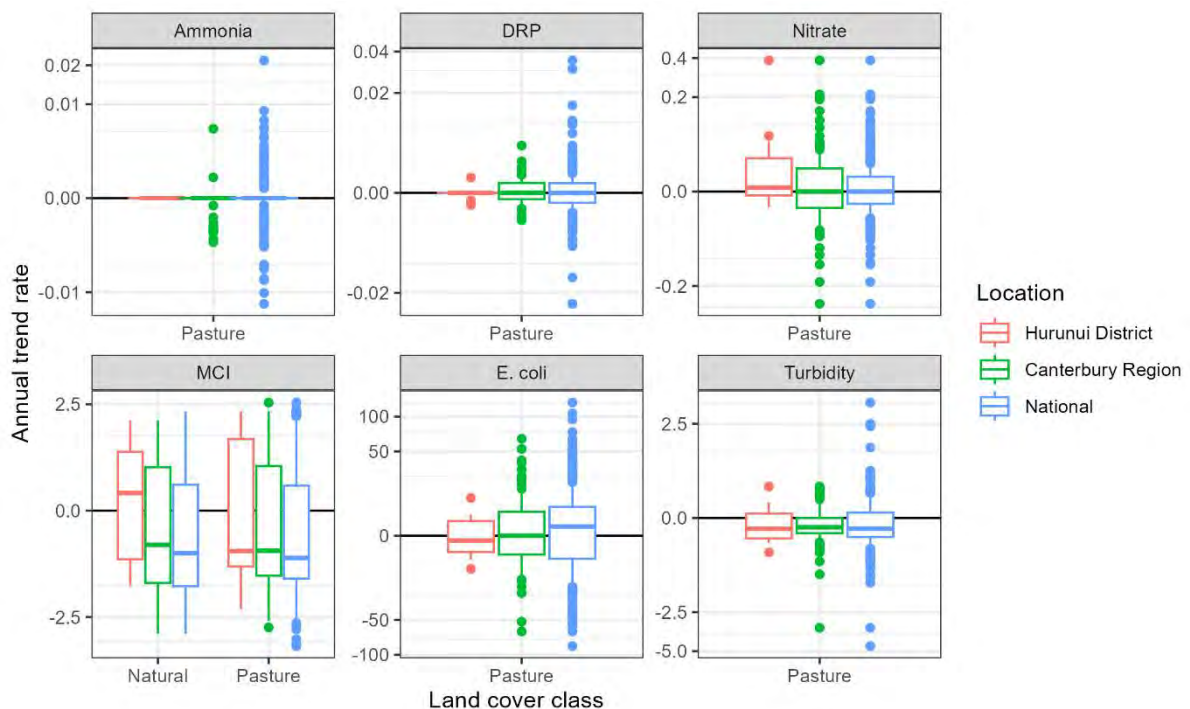 Ammonia
DRP
Nitrate
0.02
0.01
0.00
-0.01
Pasture
0.04
0.02
0.00
-0.02
Pasture
0.4
0.2
0.0
-0.2
Pasture
Annual trend rate
MCI
E. coli
Turbidity
2.5
0.0
-2.5
Natural
Pasture
100
50
0
-50
-100
Pasture
2.5
0.0
-2.5
-5.0
Pasture
Land cover class
Location
Hurunui District
Canterbury Region
National